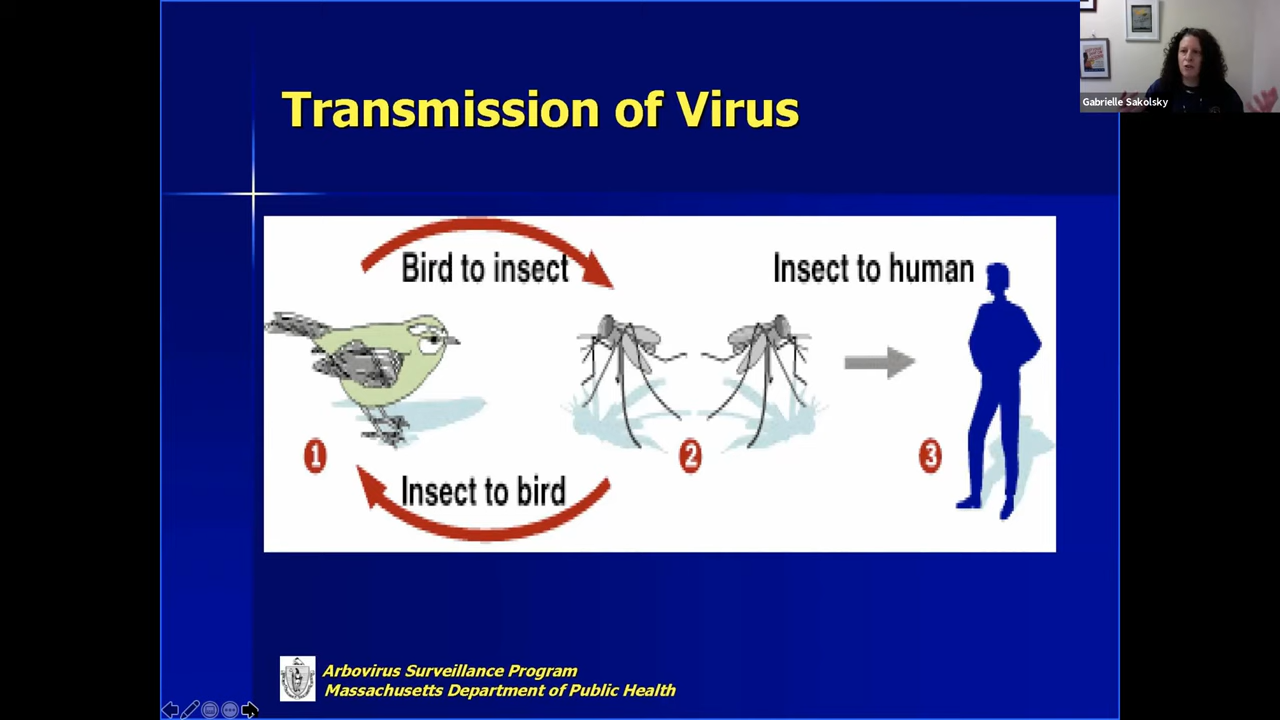 Transmission of Virus
Gabrielle Sakolsky
Bird to insect
Insect to human
1
2
3
Insect to bird
Arbovirus Surveillance Program
Massachusetts Department of Public Health